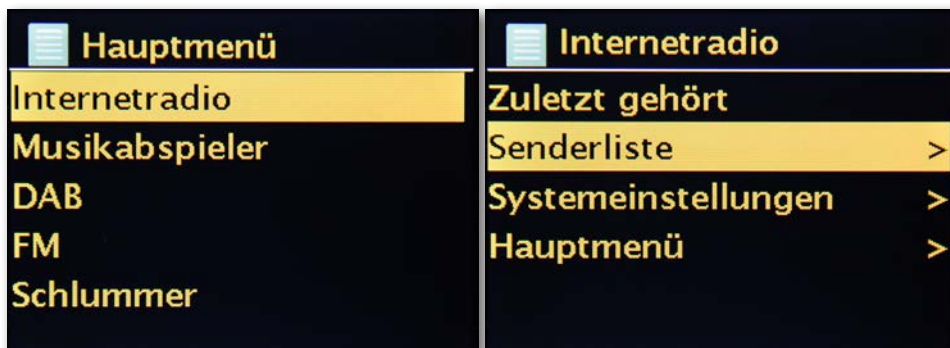 Hauptmenü
Internetradio
Musikabspieler
DAB
FM
Schlummer
Internetradio
Zuletzt gehört
Senderliste >
Systemeinstellungen >
Hauptmenü >